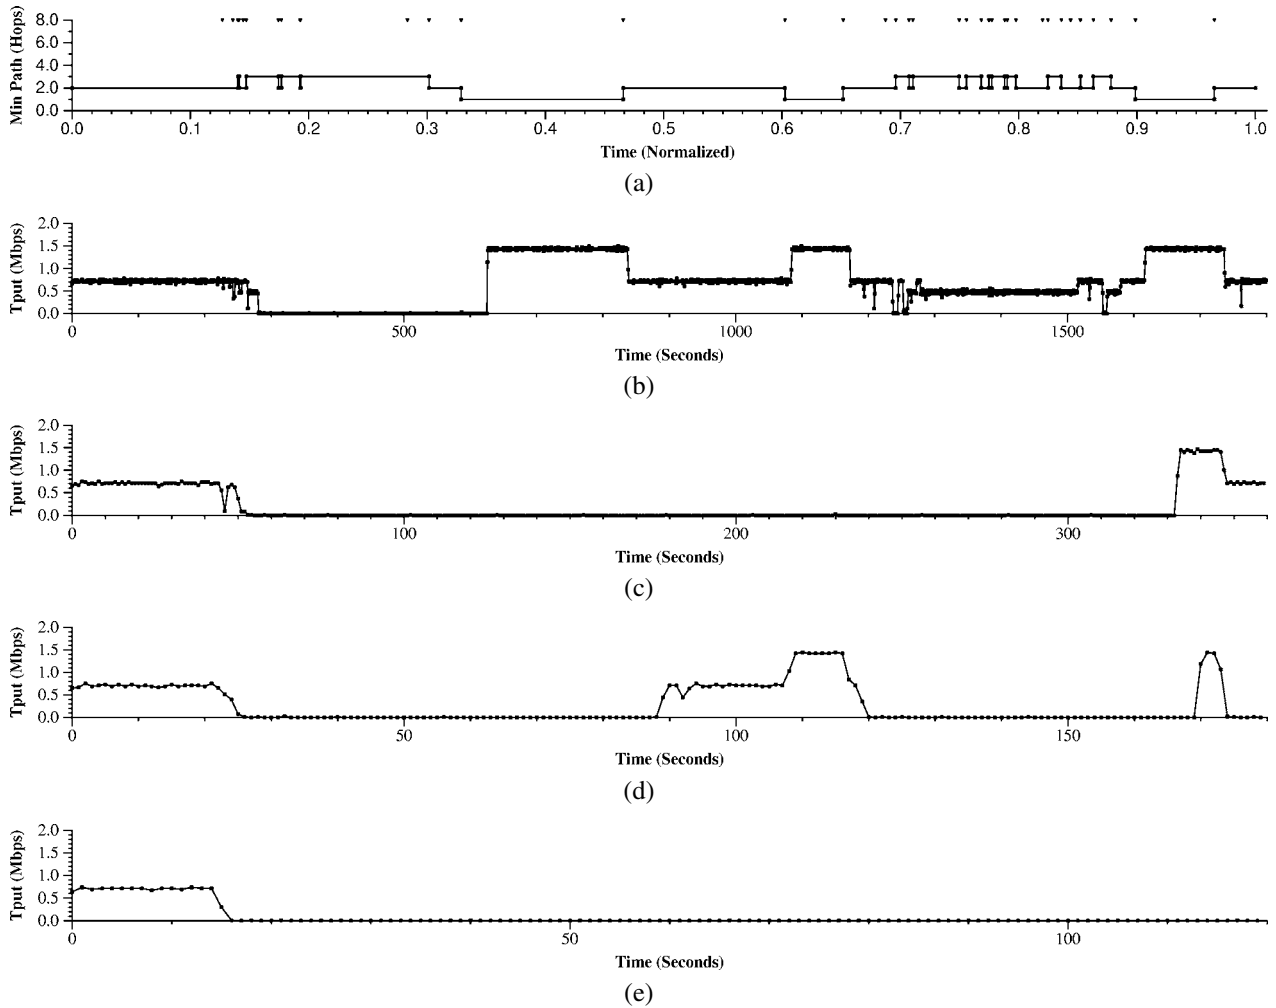 Min Path (Hops)
8.0
6.0
4.0
2.0
0.0
0.0 0.1 0.2 0.3 0.4 0.5 0.6 0.7 0.8 0.9 1.0
Time (Normalized)
(a)
Tput (Mbps)
2.0
1.5
1.0
0.5
0.0
0 500 1000 1500
Time (Seconds)
(b)
Tput (Mbps)
2.0
1.5
1.0
0.5
0.0
0 100 200 300
Time (Seconds)
(c)
Tput (Mbps)
2.0
1.5
1.0
0.5
0.0
0 50 100 150
Time (Seconds)
(d)
Tput (Mbps)
2.0
1.5
1.0
0.5
0.0
0 50 100
Time (Seconds)
(e)